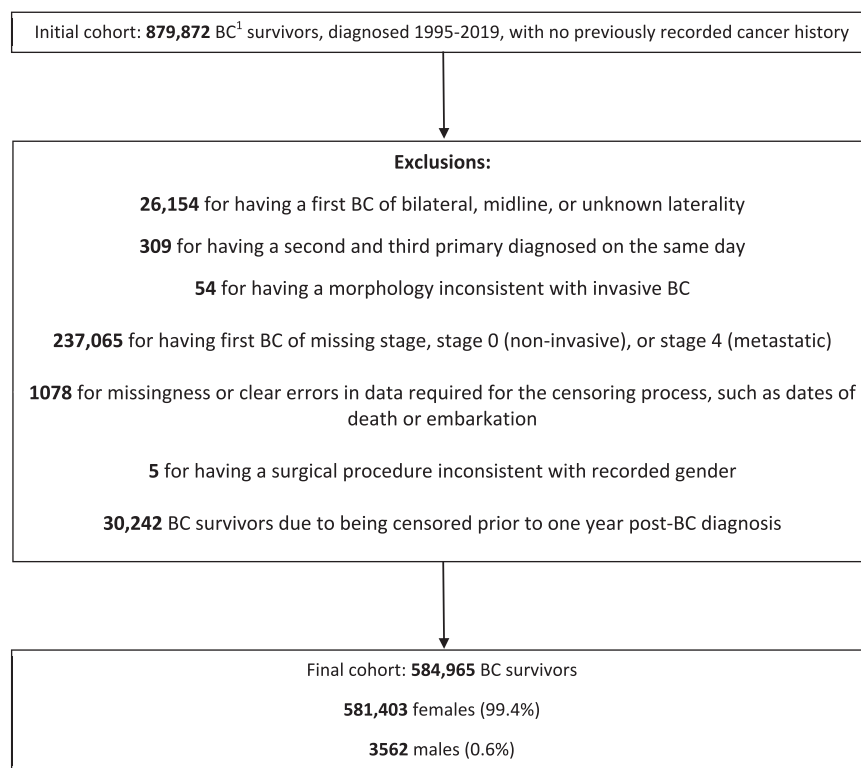 Initial cohort: 879,872 BC¹ survivors, diagnosed 1995-2019, with no previously recorded cancer history
Exclusions:
26,154 for having a first BC of bilateral, midline, or unknown laterality
309 for having a second and third primary diagnosed on the same day
54 for having a morphology inconsistent with invasive BC
237,065 for having first BC of missing stage, stage 0 (non-invasive), or stage 4 (metastatic)
1078 for missingness or clear errors in data required for the censoring process, such as dates of
death or embarkation
5 for having a surgical procedure inconsistent with recorded gender
30,242 BC survivors due to being censored prior to one year post-BC diagnosis
Final cohort: 584,965 BC survivors
581,403 females (99.4%)
3562 males (0.6%)